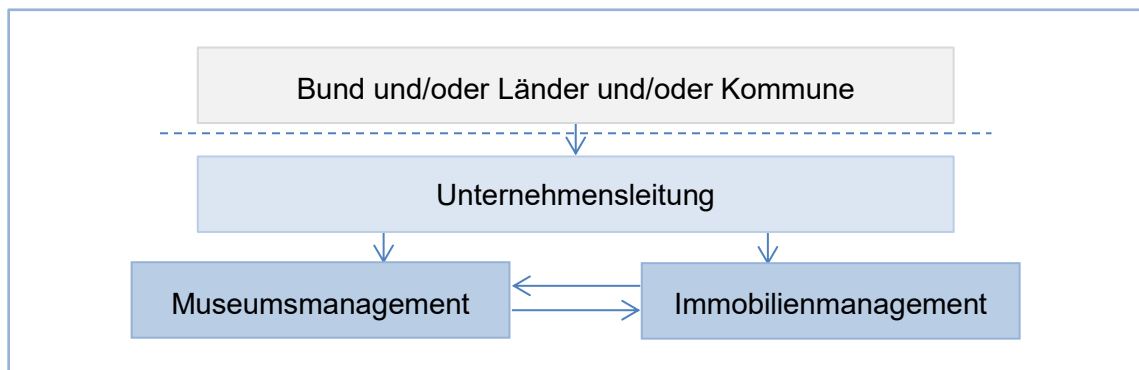 Bund und/oder Länder und/oder Kommune
Unternehmensleitung
Museumsmanagement
Immobilienmanagement